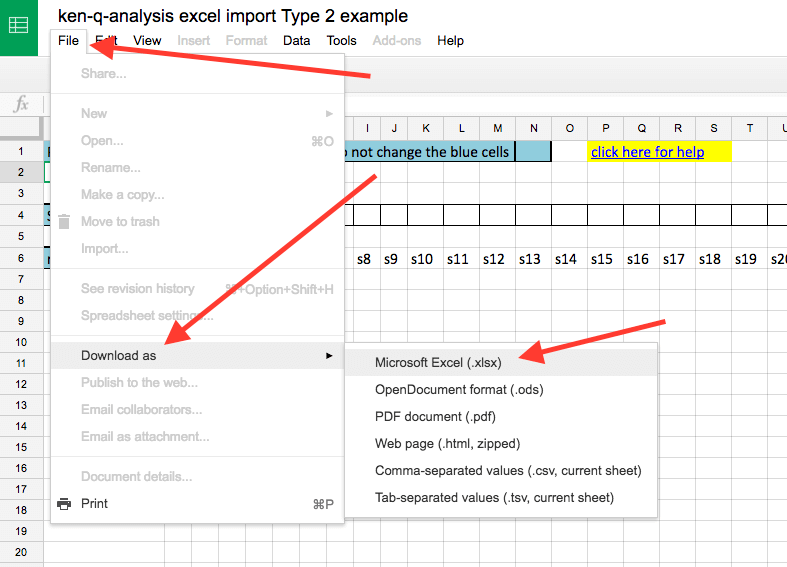 ken-q-analysis excel import Type 2 example
File Edit View Insert Format Data Tools Add-ons Help
Share...
fx
New
Open... ⌘O
Rename...
Make a copy...
Move to trash
Import...
See revision history ⌘+Option+Shift+H
Spreadsheet settings...
Download as
Publish to the web...
Email collaborators...
Email as attachment...
Document details...
Print ⌘P
Microsoft Excel (.xlsx)
OpenDocument format (.ods)
PDF document (.pdf)
Web page (.html, zipped)
Comma-separated values (.csv, current sheet)
Tab-separated values (.tsv, current sheet)
I J K L M N O P Q R S T U
1 not change the blue cells click here for help
2
3
4
5
6 s8 s9 s10 s11 s12 s13 s14 s15 s16 s17 s18 s19
7
8
9
10
11
12
13
14
15
16
17
18
19
20